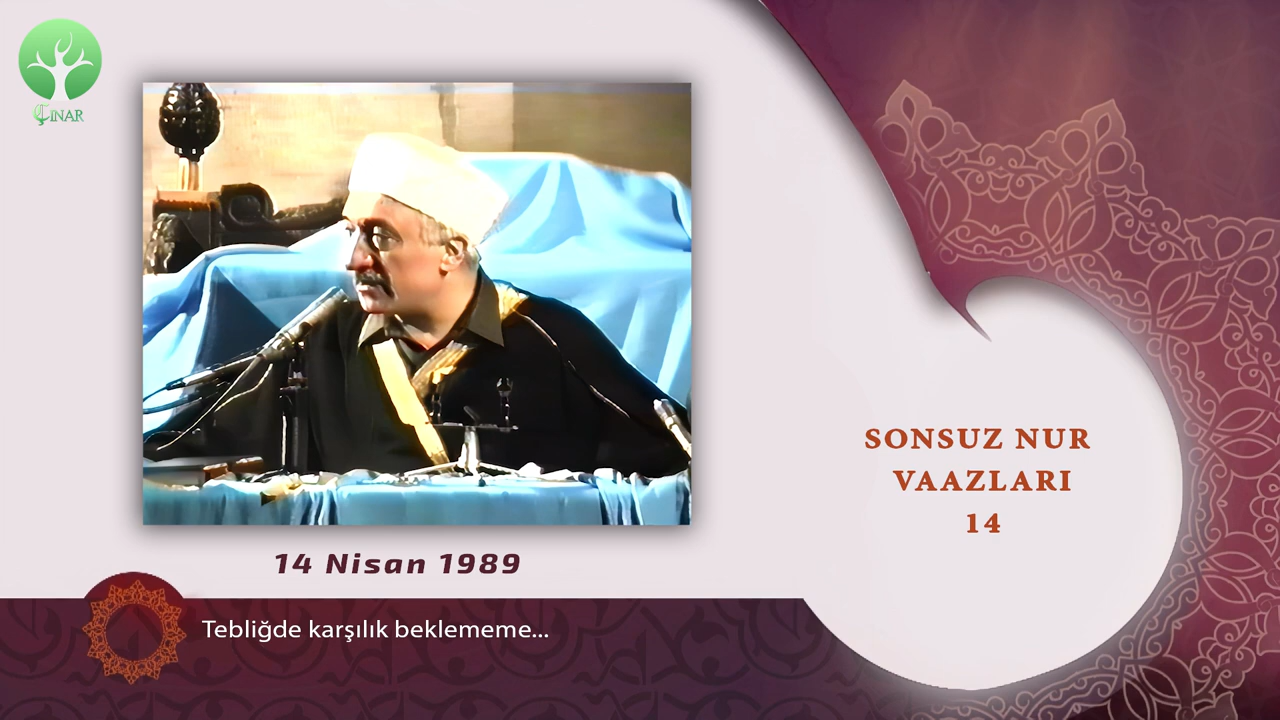 ÇINAR
14 Nisan 1989
SONSUZ NUR
VAAZLARI
14
Tebliğde karşılık beklememe...